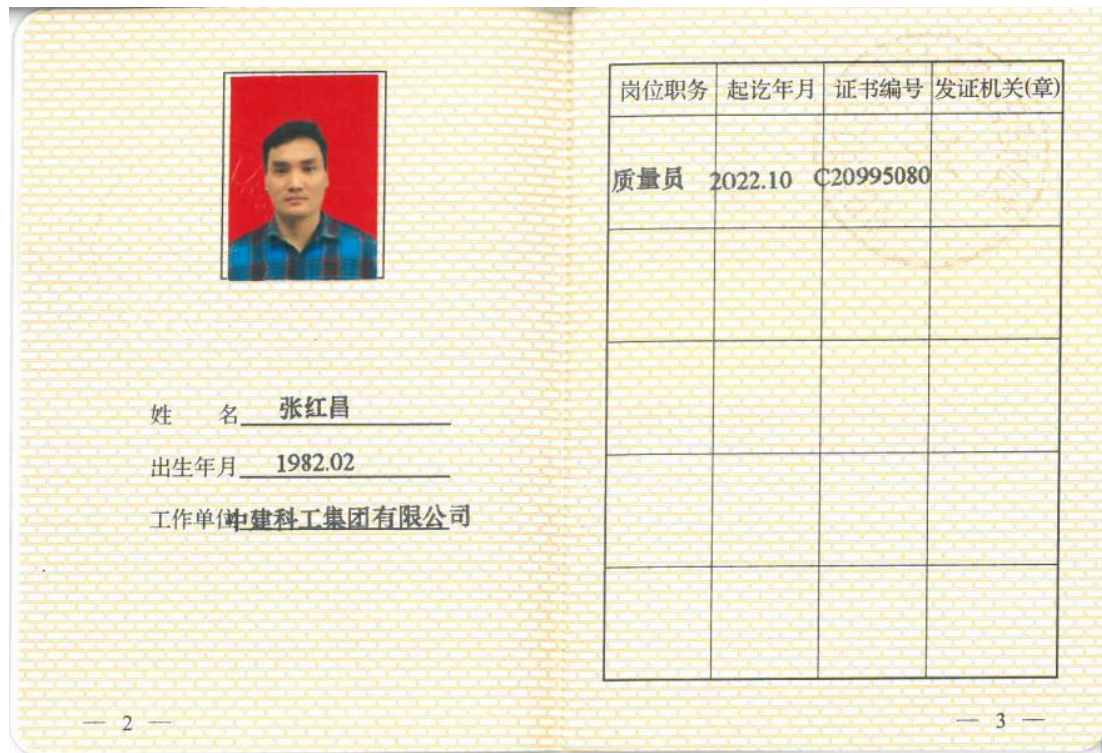 姓 名 张红昌
出生年月 1982.02
工作单位中建科工集团有限公司
— 2 —
岗位职务 起讫年月 证书编号 发证机关(章)
质量员 2022.10 C20995080
— 3 —